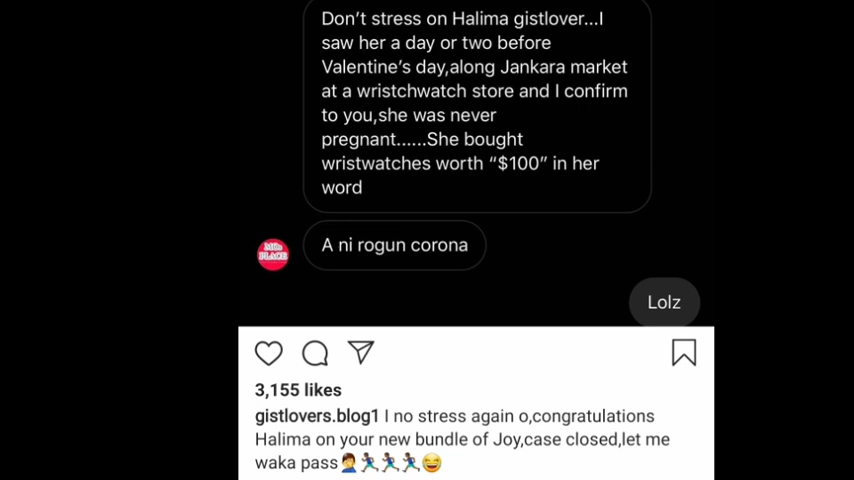 Don’t stress on Halima gistlover...I
saw her a day or two before
Valentine’s day,along Jankara market
at a wristchwatch store and I confirm
to you,she was never
pregnant......She bought
wristwatches worth “$100” in her
word
A ni rogun corona
PLACE
Lolz
3,155 likes
gistlovers.blog1 I no stress again o,congratulations
Halima on your new bundle of Joy,case closed,let me
waka pass🤦🏃🏃🏃😂